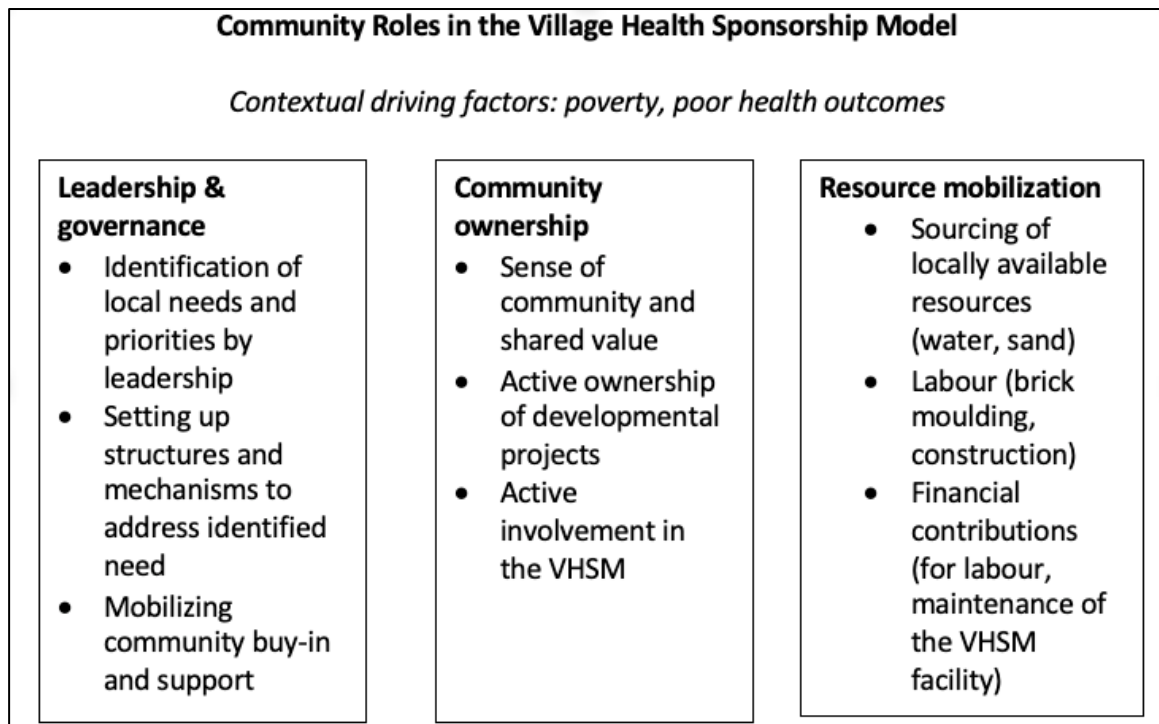 Community Roles in the Village Health Sponsorship Model
Contextual driving factors: poverty, poor health outcomes
Leadership &
governance
• Identification of
local needs and
priorities by
leadership
• Setting up
structures and
mechanisms to
address identified
need
• Mobilizing
community buy-in
and support
Community
ownership
• Sense of
community and
shared value
• Active ownership
of developmental
projects
• Active
involvement in
the VHSM
Resource mobilization
• Sourcing of
locally available
resources
(water, sand)
• Labour (brick
moulding,
construction)
• Financial
contributions
(for labour,
maintenance of
the VHSM
facility)